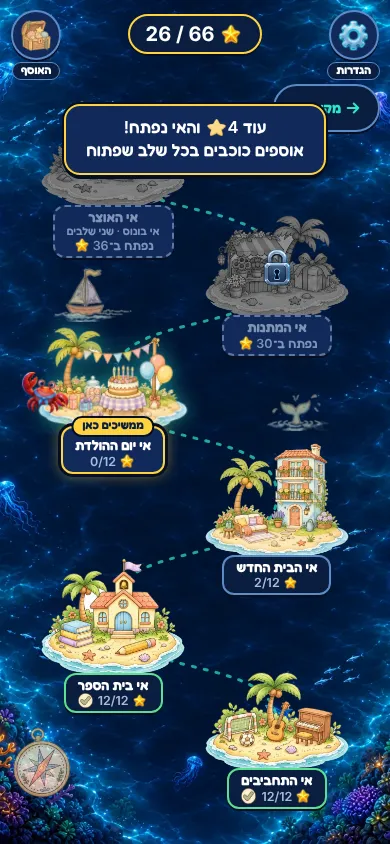 26 / 66
האוסף
הגדרות
עוד 4 והאי נפתח!
אוספים כוכבים בכל שלב שפתוח
אי האוצר
אי בונוס · שני שלבים
נפתח ב־36
אי המתנות
נפתח ב־30
ממשיכים כאן
אי יום ההולדת
0/12
אי הבית החדש
2/12
אי בית הספר
12/12
אי התחביבים
12/12